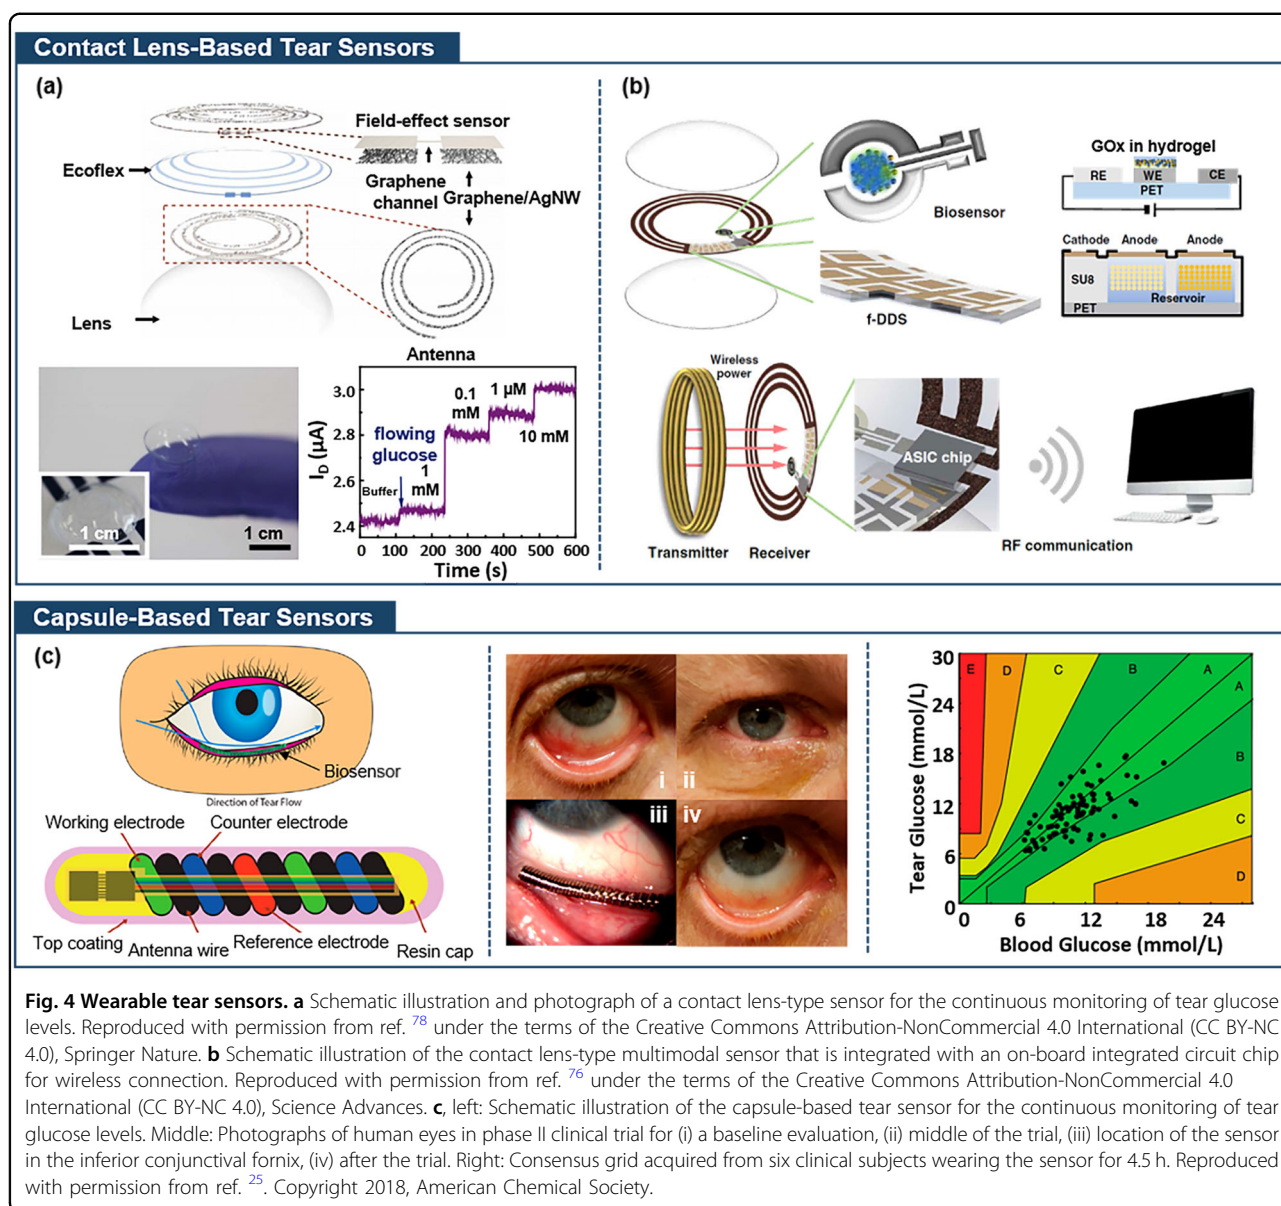 Contact Lens-Based Tear Sensors
(a)
Field-effect sensor
Ecoflex
Graphene
channel
Graphene/AgNW
Lens
Antenna
1 cm
1 cm
I_D (μA)
3.0
2.8
2.6
2.4
flowing
glucose
Buffer
1
mM
0.1
mM
1 μM
10 mM
0 100 200 300 400 500 600
Time (s)
(b)
Biosensor
GOx in hydrogel
RE WE CE
PET
f-DDS
Cathode Anode Anode
SU8
Reservoir
PET
Wireless
power
Transmitter Receiver
ASIC chip
RF communication
Capsule-Based Tear Sensors
(c)
Biosensor
Direction of Tear Flow
Working electrode Counter electrode
Top coating Antenna wire Reference electrode Resin cap
i ii
iii iv
Tear Glucose (mmol/L)
30
24
18
12
6
0
E D C B A
A
B
C
D
0 6 12 18 24
Blood Glucose (mmol/L)
Fig. 4 Wearable tear sensors. a Schematic illustration and photograph of a contact lens-type sensor for the continuous monitoring of tear glucose
levels. Reproduced with permission from ref. 78 under the terms of the Creative Commons Attribution-NonCommercial 4.0 International (CC BY-NC
4.0), Springer Nature. b Schematic illustration of the contact lens-type multimodal sensor that is integrated with an on-board integrated circuit chip
for wireless connection. Reproduced with permission from ref. 76 under the terms of the Creative Commons Attribution-NonCommercial 4.0
International (CC BY-NC 4.0), Science Advances. c, left: Schematic illustration of the capsule-based tear sensor for the continuous monitoring of tear
glucose levels. Middle: Photographs of human eyes in phase II clinical trial for (i) a baseline evaluation, (ii) middle of the trial, (iii) location of the sensor
in the inferior conjunctival fornix, (iv) after the trial. Right: Consensus grid acquired from six clinical subjects wearing the sensor for 4.5 h. Reproduced
with permission from ref. 25. Copyright 2018, American Chemical Society.